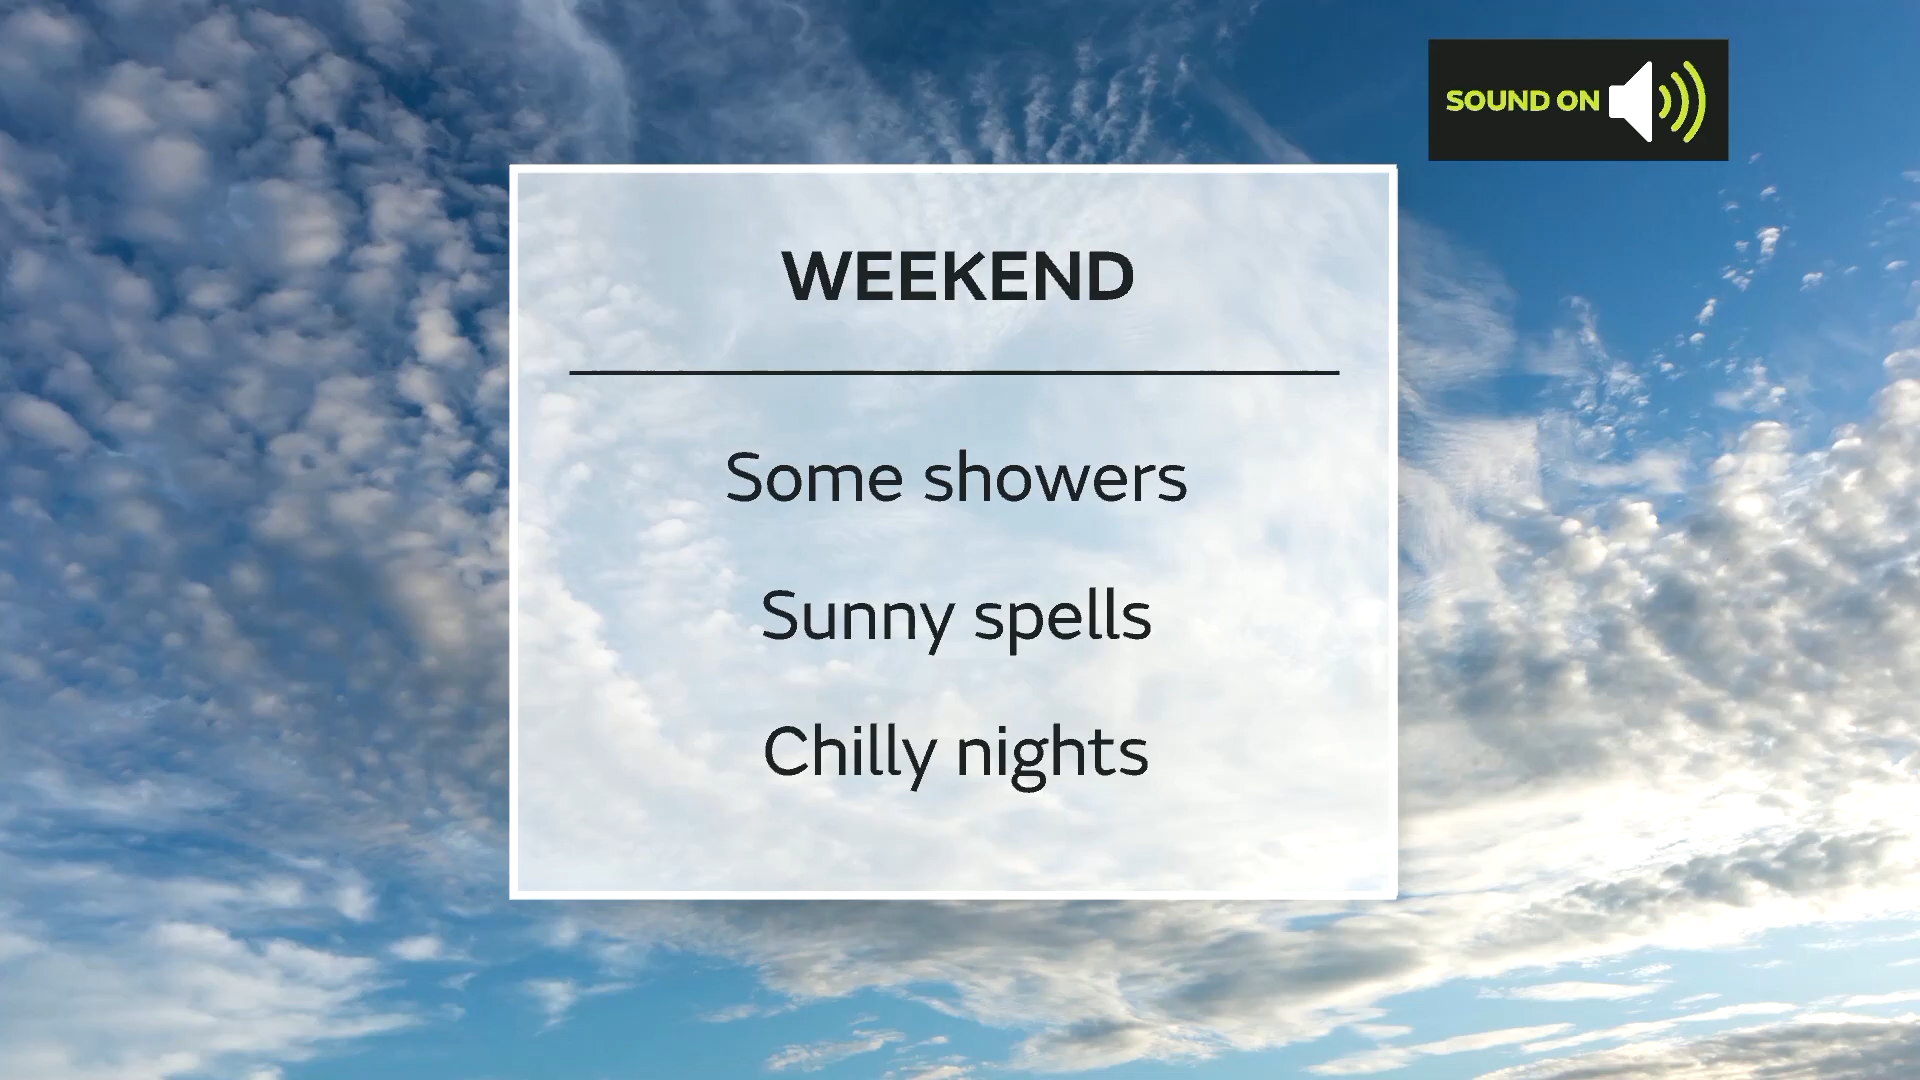 SOUND ON
WEEKEND
Some showers
Sunny spells
Chilly nights